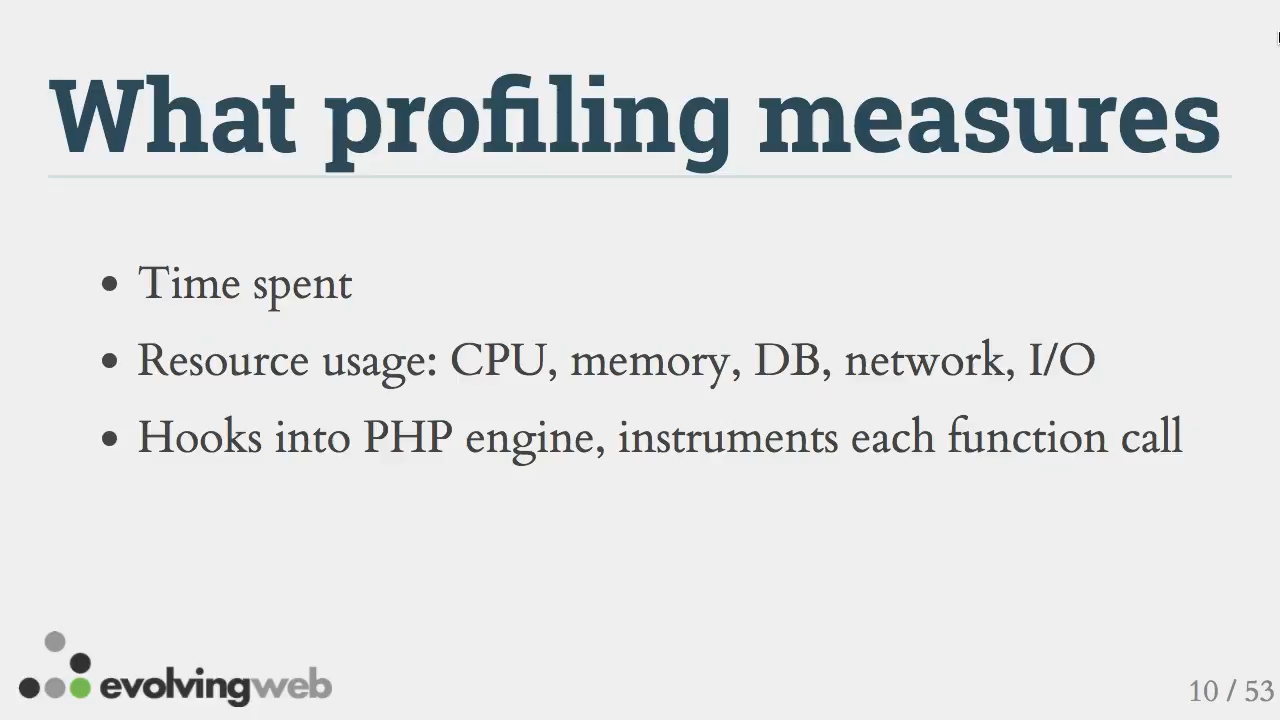 What profiling measures
Time spent
Resource usage: CPU, memory, DB, network, I/O
Hooks into PHP engine, instruments each function call
evolvingweb
10 / 53